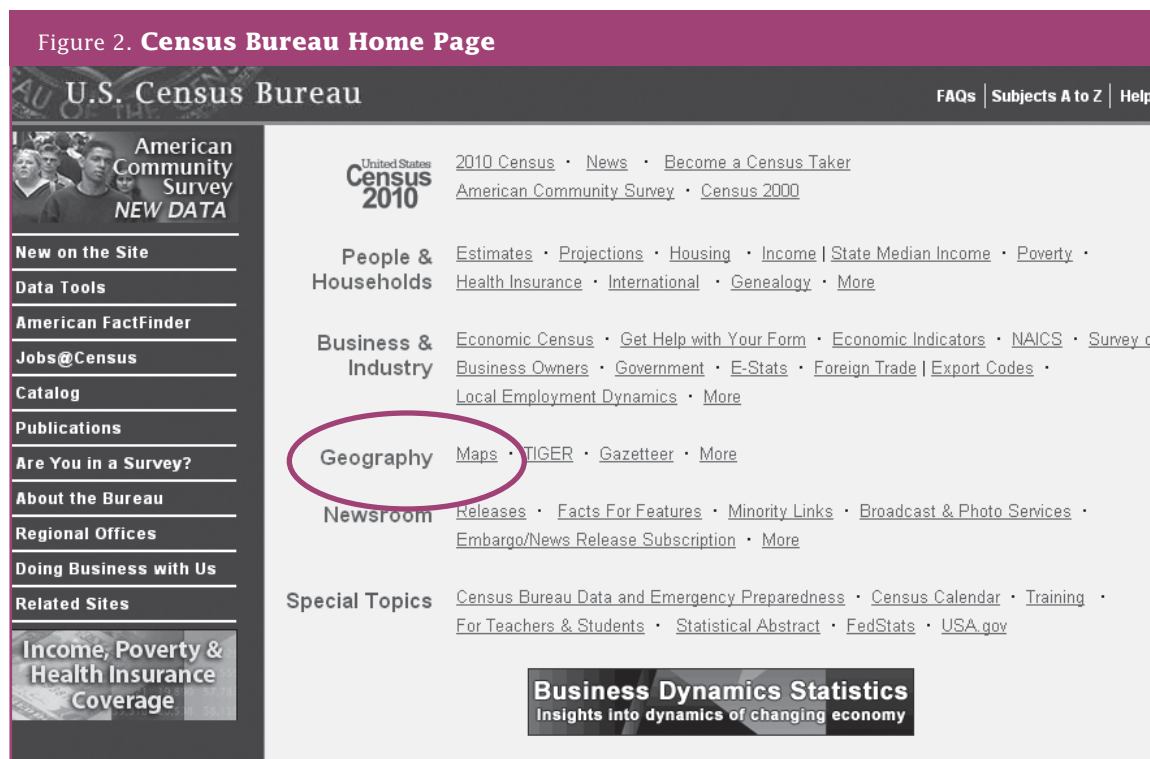 Figure 2. Census Bureau Home Page
U.S. Census Bureau
FAQs | Subjects A to Z | Help
American
Community
Survey
NEW DATA
New on the Site
Data Tools
American FactFinder
Jobs@Census
Catalog
Publications
Are You in a Survey?
About the Bureau
Regional Offices
Doing Business with Us
Related Sites
Income, Poverty &
Health Insurance
Coverage
United States
Census
2010
2010 Census · News · Become a Census Taker
American Community Survey · Census 2000
People &
Households
Estimates · Projections · Housing · Income | State Median Income · Poverty ·
Health Insurance · International · Genealogy · More
Business &
Industry
Economic Census · Get Help with Your Form · Economic Indicators · NAICS · Survey
Business Owners · Government · E-Stats · Foreign Trade | Export Codes ·
Local Employment Dynamics · More
Geography
Maps · TIGER · Gazetteer · More
Newsroom
Releases · Facts For Features · Minority Links · Broadcast & Photo Services ·
Embargo/News Release Subscription · More
Special Topics
Census Bureau Data and Emergency Preparedness · Census Calendar · Training ·
For Teachers & Students · Statistical Abstract · FedStats · USA.gov
Business Dynamics Statistics
Insights into dynamics of changing economy